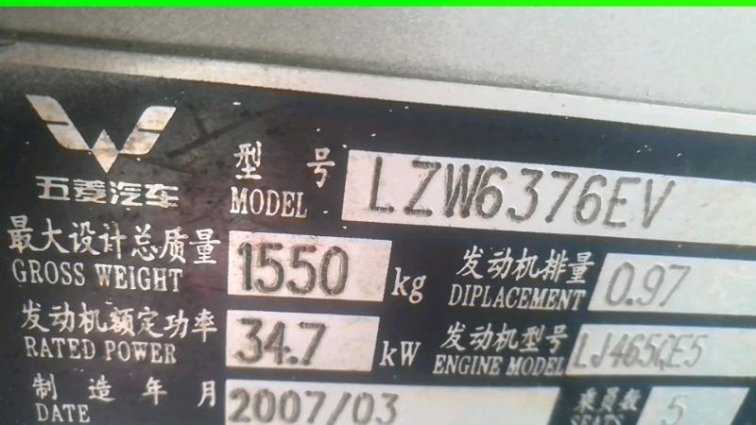 五菱汽车
型号 LZW6376EV
MODEL
最大设计总质量 1550 kg 发动机排量 0.97
GROSS WEIGHT DIPLACEMENT
发动机额定功率 34.7 kW 发动机型号
RATED POWER ENGINE MODEL
制造年月 2007/03 乘员数 5
DATE SEATS